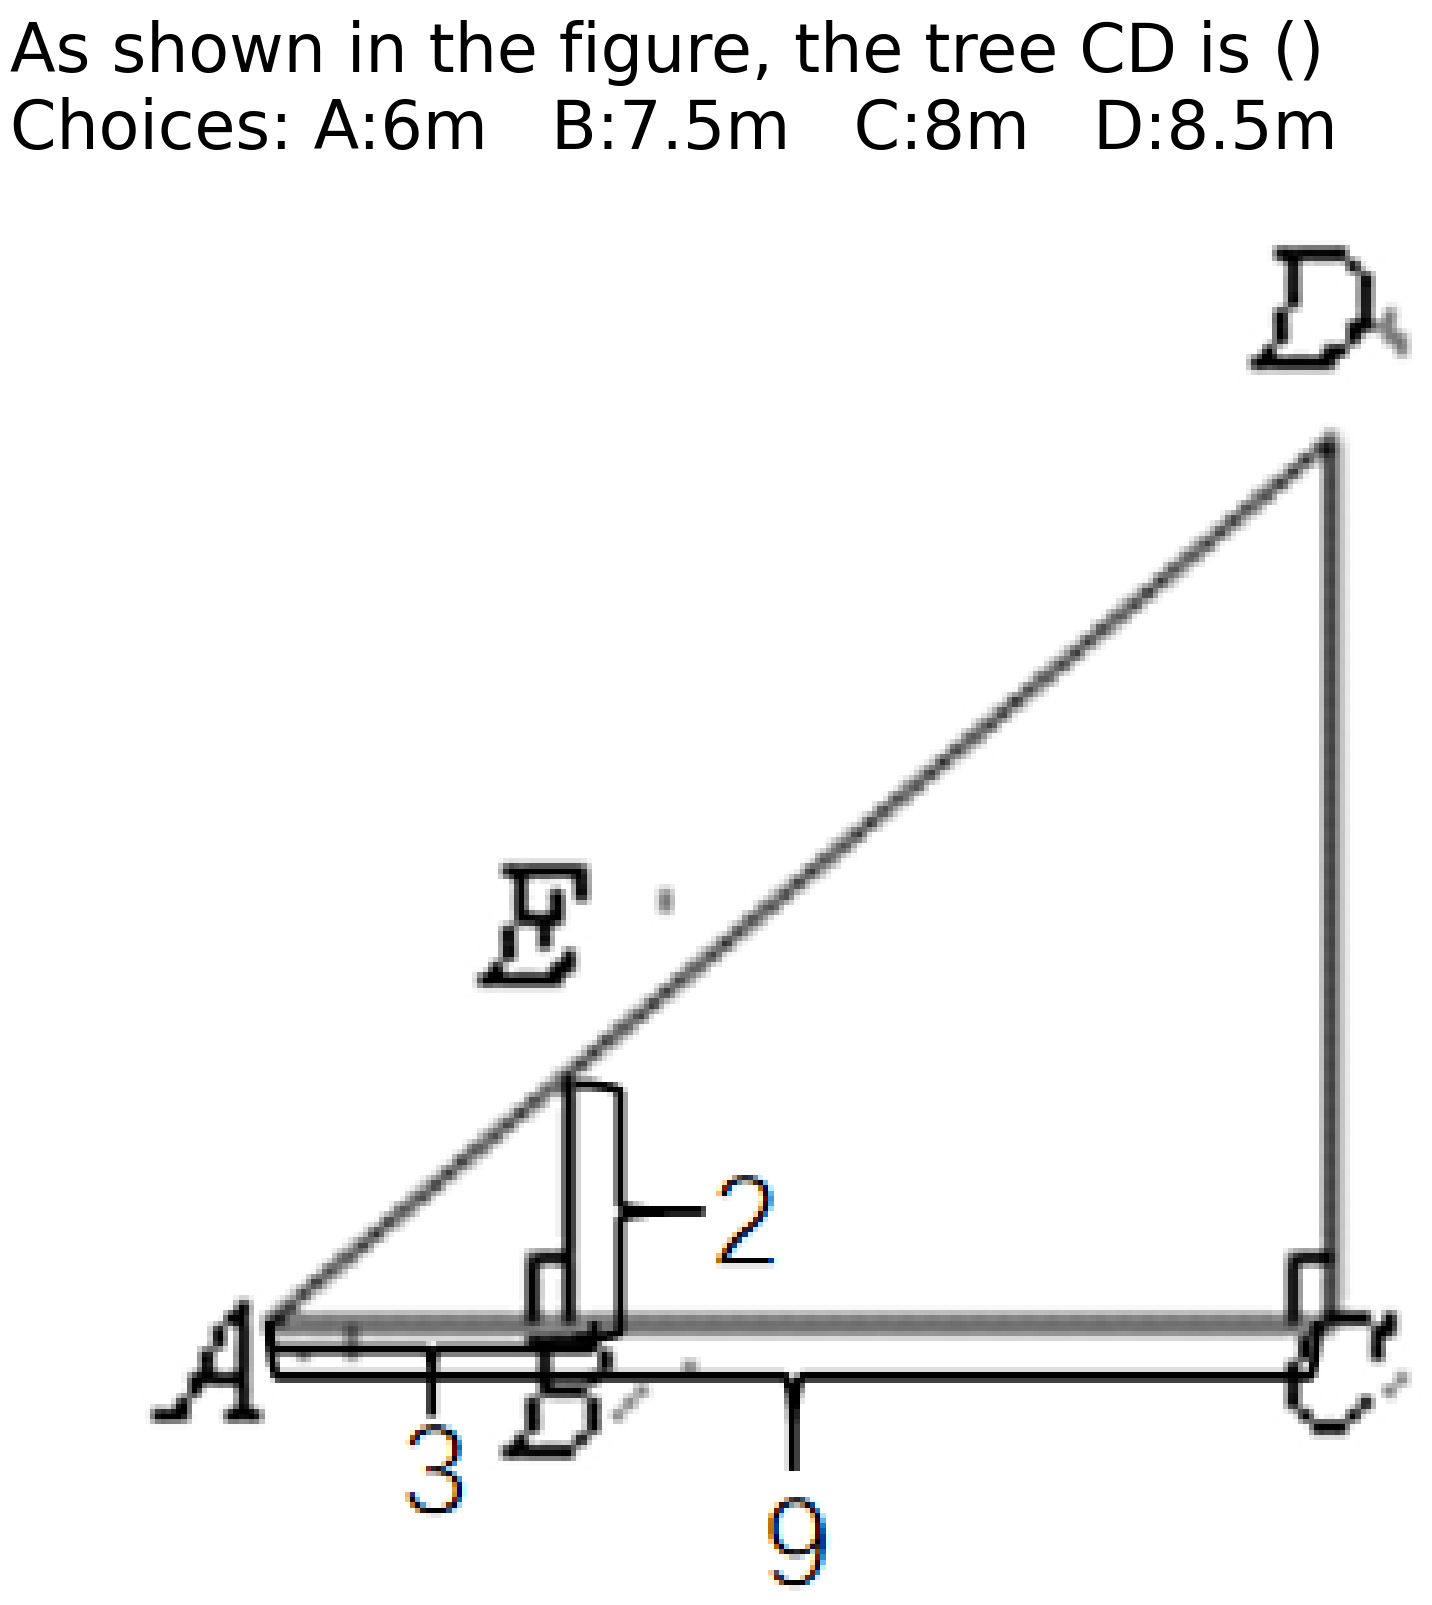 As shown in the figure, the tree CD is ()
Choices: A:6m B:7.5m C:8m D:8.5m
D
E
2
A
B
C
3
9